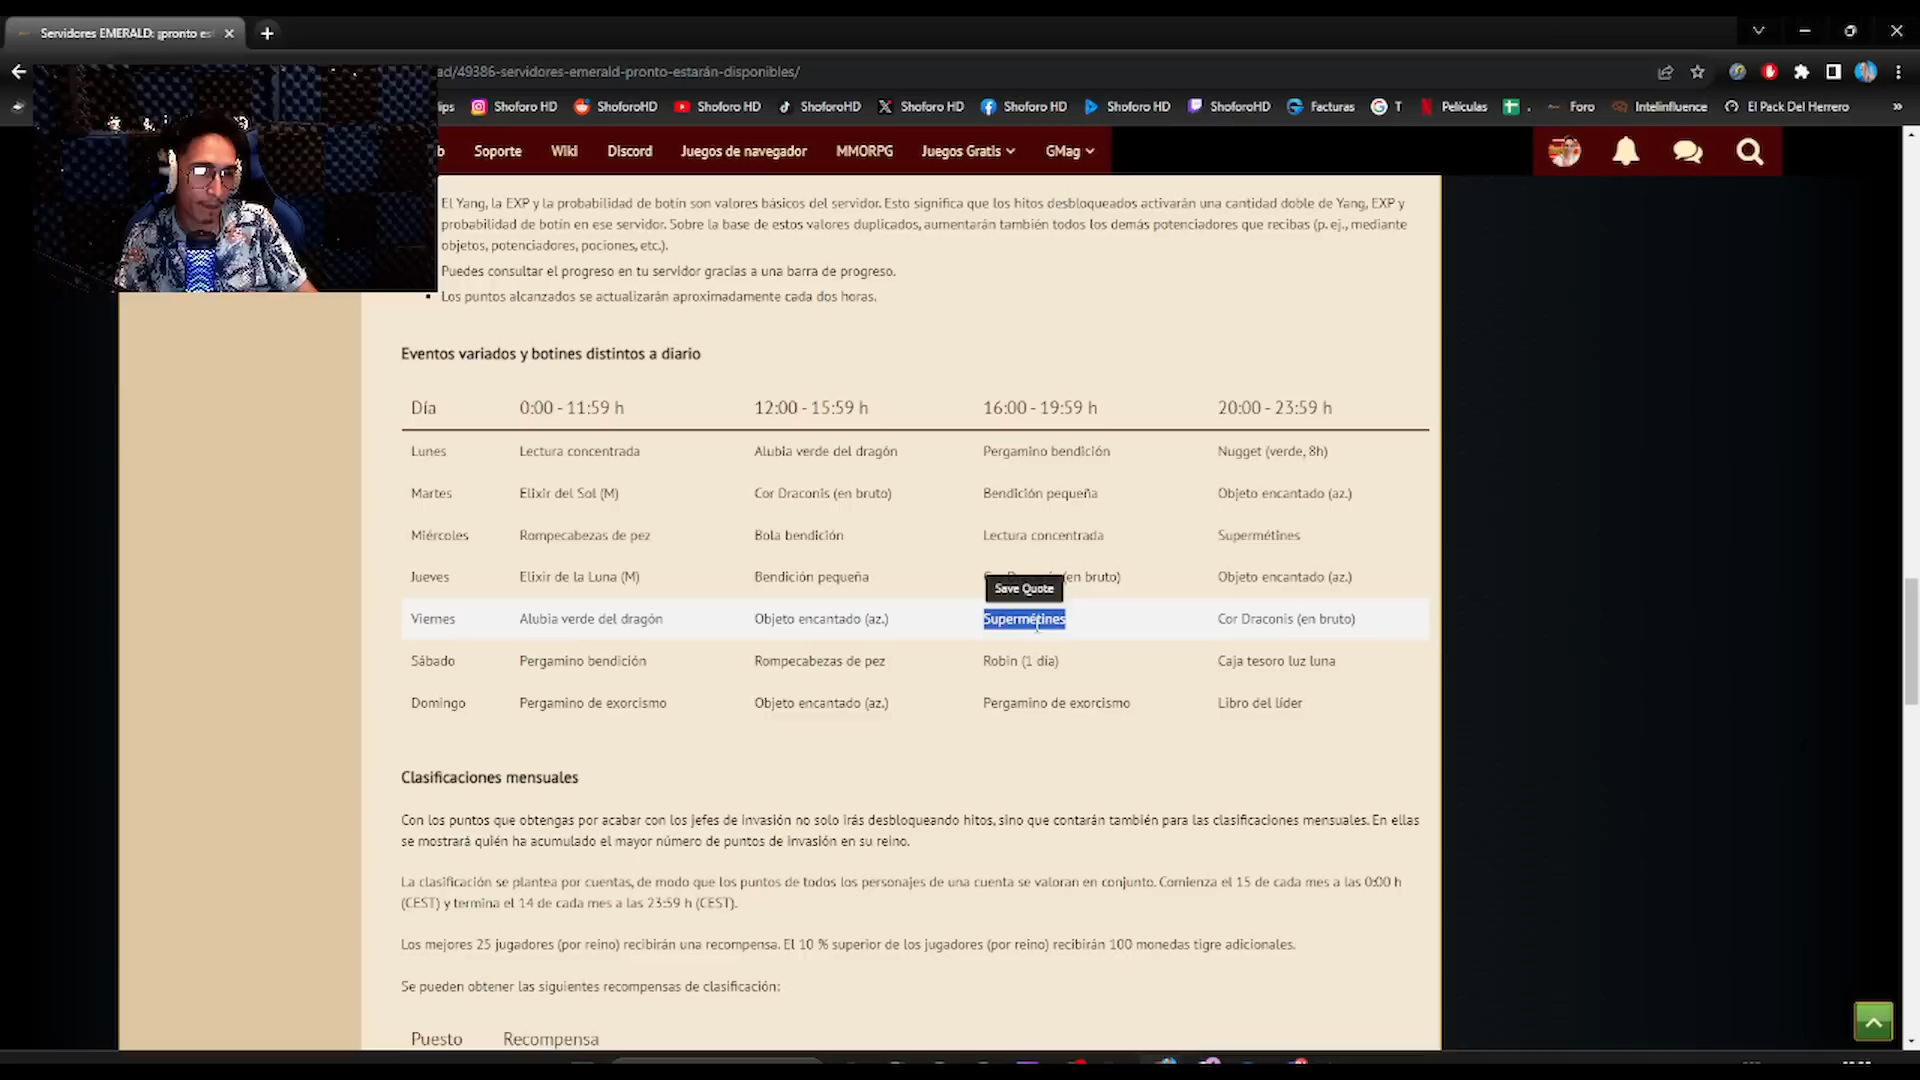 Servidores EMERALD: ¡pronto es
ad/49386-servidores-emerald-pronto-estarán-disponibles/
lips Shoforo HD ShoforoHD Shoforo HD ShoforoHD Shoforo HD Shoforo HD Shoforo HD ShoforoHD Facturas T Películas . Foro Intelinfluence El Pack Del Herrero »
b Soporte Wiki Discord Juegos de navegador MMORPG Juegos Gratis GMag
El Yang, la EXP y la probabilidad de botín son valores básicos del servidor. Esto significa que los hitos desbloqueados activarán una cantidad doble de Yang, EXP y
probabilidad de botín en ese servidor. Sobre la base de estos valores duplicados, aumentarán también todos los demás potenciadores que recibas (p. ej., mediante
objetos, potenciadores, pociones, etc.).
Puedes consultar el progreso en tu servidor gracias a una barra de progreso.
Los puntos alcanzados se actualizarán aproximadamente cada dos horas.
Eventos variados y botines distintos a diario
Día 0:00 - 11:59 h 12:00 - 15:59 h 16:00 - 19:59 h 20:00 - 23:59 h
Lunes Lectura concentrada Alubia verde del dragón Pergamino bendición Nugget (verde, 8h)
Martes Elixir del Sol (M) Cor Draconis (en bruto) Bendición pequeña Objeto encantado (az.)
Miércoles Rompecabezas de pez Bola bendición Lectura concentrada Supermétines
Jueves Elixir de la Luna (M) Bendición pequeña (en bruto) Objeto encantado (az.)
Save Quote
Viernes Alubia verde del dragón Objeto encantado (az.) Supermétines Cor Draconis (en bruto)
Sábado Pergamino bendición Rompecabezas de pez Robin (1 día) Caja tesoro luz luna
Domingo Pergamino de exorcismo Objeto encantado (az.) Pergamino de exorcismo Libro del líder
Clasificaciones mensuales
Con los puntos que obtengas por acabar con los jefes de invasión no solo irás desbloqueando hitos, sino que contarán también para las clasificaciones mensuales. En ellas
se mostrará quién ha acumulado el mayor número de puntos de invasión en su reino.
La clasificación se plantea por cuentas, de modo que los puntos de todos los personajes de una cuenta se valoran en conjunto. Comienza el 15 de cada mes a las 0:00 h
(CEST) y termina el 14 de cada mes a las 23:59 h (CEST).
Los mejores 25 jugadores (por reino) recibirán una recompensa. El 10 % superior de los jugadores (por reino) recibirán 100 monedas tigre adicionales.
Se pueden obtener las siguientes recompensas de clasificación:
Puesto Recompensa